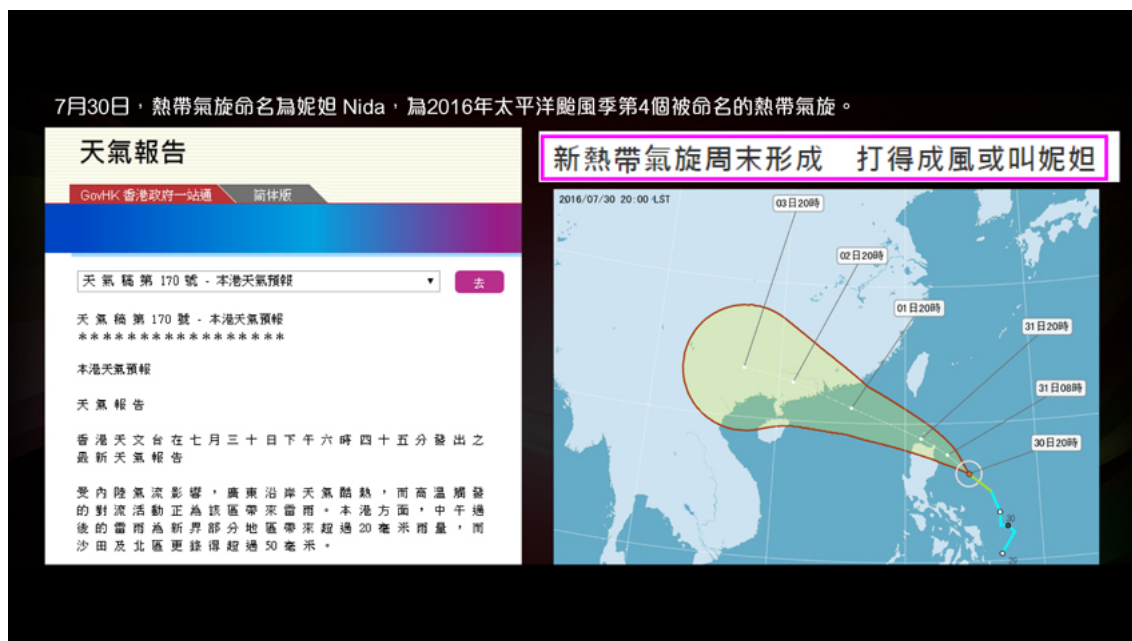 7月30日，熱帶氣旋命名為妮妲 Nida，為2016年太平洋颱風季第4個被命名的熱帶氣旋。
天氣報告
GovHK 香港政府一站通
简体版
天 氣 稿 第 170 號 - 本港天氣預報
去
天 氣 稿 第 170 號 - 本港天氣預報
＊＊＊＊＊＊＊＊＊＊＊＊＊＊＊＊＊
本港天氣預報
天 氣 報 告
香 港 天 文 台 在 七 月 三 十 日 下 午 六 時 四 十 五 分 發 出 之
最 新 天 氣 報 告
受 內 陸 氣 流 影 響 ， 廣 東 沿 岸 天 氣 酷 熱 ， 而 高 溫 觸 發
的 對 流 活 動 正 為 該 區 帶 來 雷 雨 。 本 港 方 面 ， 中 午 過
後 的 雷 雨 為 新 界 部 分 地 區 帶 來 超 過 20 毫 米 雨 量 ， 而
沙 田 及 北 區 更 錄 得 超 過 50 毫 米 。
新熱帶氣旋周末形成　打得成風或叫妮妲
2016/07/30 20:00 LST
03日20時
02日20時
01日20時
31日20時
31日08時
30日20時
30
29